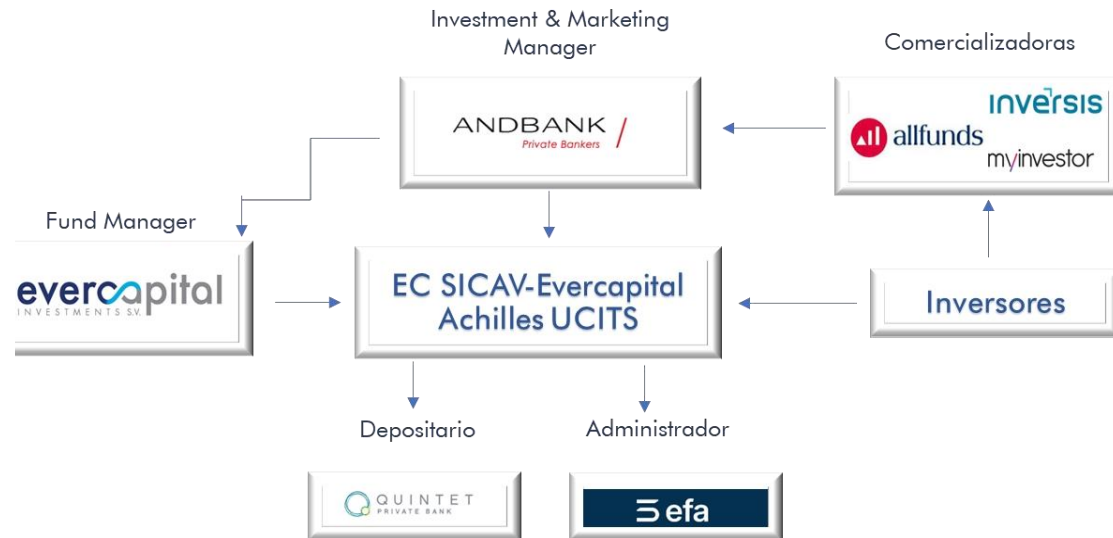 Investment & Marketing
Manager
Comercializadoras
ANDBANK
Private Bankers
inversis
allfunds
myinvestor
Fund Manager
evercapital
INVESTMENTS S.V.
EC SICAV-Evercapital
Achilles UCITS
Inversores
Depositario
Administrador
QUINTET
PRIVATE BANK
efa